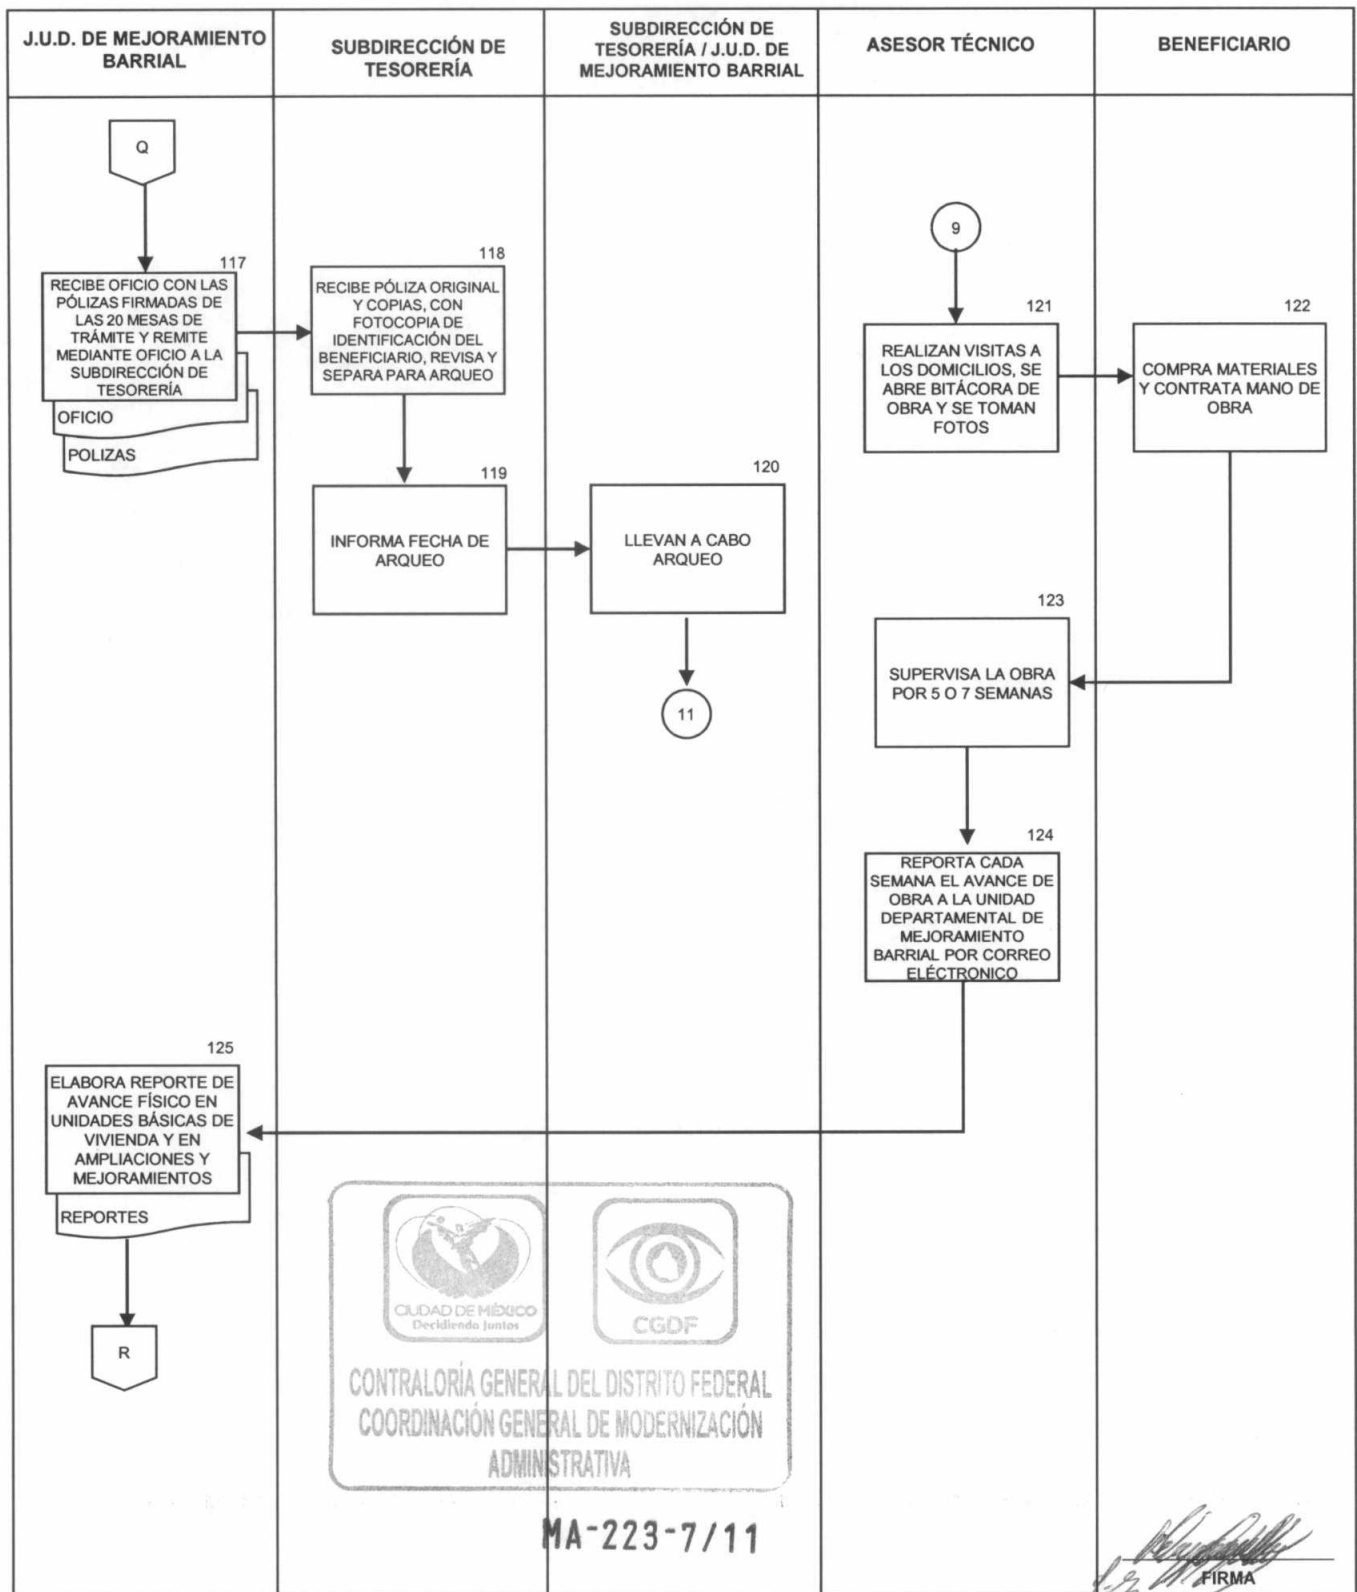 J.U.D. DE MEJORAMIENTO
BARRIAL
SUBDIRECCIÓN DE
TESORERÍA
SUBDIRECCIÓN DE
TESORERÍA / J.U.D. DE
MEJORAMIENTO BARRIAL
ASESOR TÉCNICO
BENEFICIARIO
Q
117
RECIBE OFICIO CON LAS
PÓLIZAS FIRMADAS DE
LAS 20 MESAS DE
TRÁMITE Y REMITE
MEDIANTE OFICIO A LA
SUBDIRECCIÓN DE
TESORERÍA
OFICIO
POLIZAS
118
RECIBE PÓLIZA ORIGINAL
Y COPIAS, CON
FOTOCOPIA DE
IDENTIFICACIÓN DEL
BENEFICIARIO, REVISA Y
SEPARA PARA ARQUEO
119
INFORMA FECHA DE
ARQUEO
120
LLEVAN A CABO
ARQUEO
11
9
121
REALIZAN VISITAS A
LOS DOMICILIOS, SE
ABRE BITÁCORA DE
OBRA Y SE TOMAN
FOTOS
122
COMPRA MATERIALES
Y CONTRATA MANO DE
OBRA
123
SUPERVISA LA OBRA
POR 5 O 7 SEMANAS
124
REPORTA CADA
SEMANA EL AVANCE DE
OBRA A LA UNIDAD
DEPARTAMENTAL DE
MEJORAMIENTO
BARRIAL POR CORREO
ELÉCTRONICO
125
ELABORA REPORTE DE
AVANCE FÍSICO EN
UNIDADES BÁSICAS DE
VIVIENDA Y EN
AMPLIACIONES Y
MEJORAMIENTOS
REPORTES
R
CIUDAD DE MÉXICO
Decidiendo Juntos
CGDF
CONTRALORÍA GENERAL DEL DISTRITO FEDERAL
COORDINACIÓN GENERAL DE MODERNIZACIÓN
ADMINISTRATIVA
MA-223-7/11
FIRMA